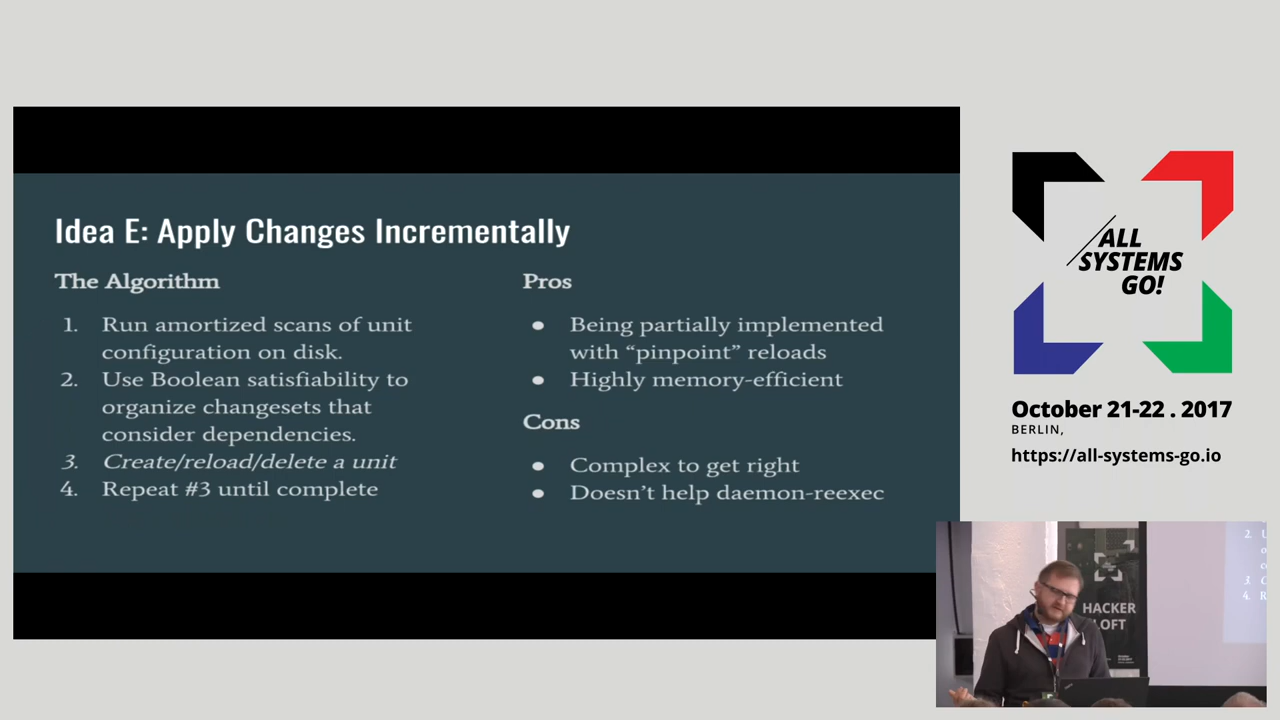 Idea E: Apply Changes Incrementally
The Algorithm
1. Run amortized scans of unit
configuration on disk.
2. Use Boolean satisfiability to
organize changesets that
consider dependencies.
3. Create/reload/delete a unit
4. Repeat #3 until complete
Pros
● Being partially implemented
with “pinpoint” reloads
● Highly memory-efficient
Cons
● Complex to get right
● Doesn’t help daemon-reexec
ALL
SYSTEMS
GO!
October 21-22 . 2017
BERLIN,
https://all-systems-go.io
HACKER
LOFT
2. U
o
c
3. C
4. R